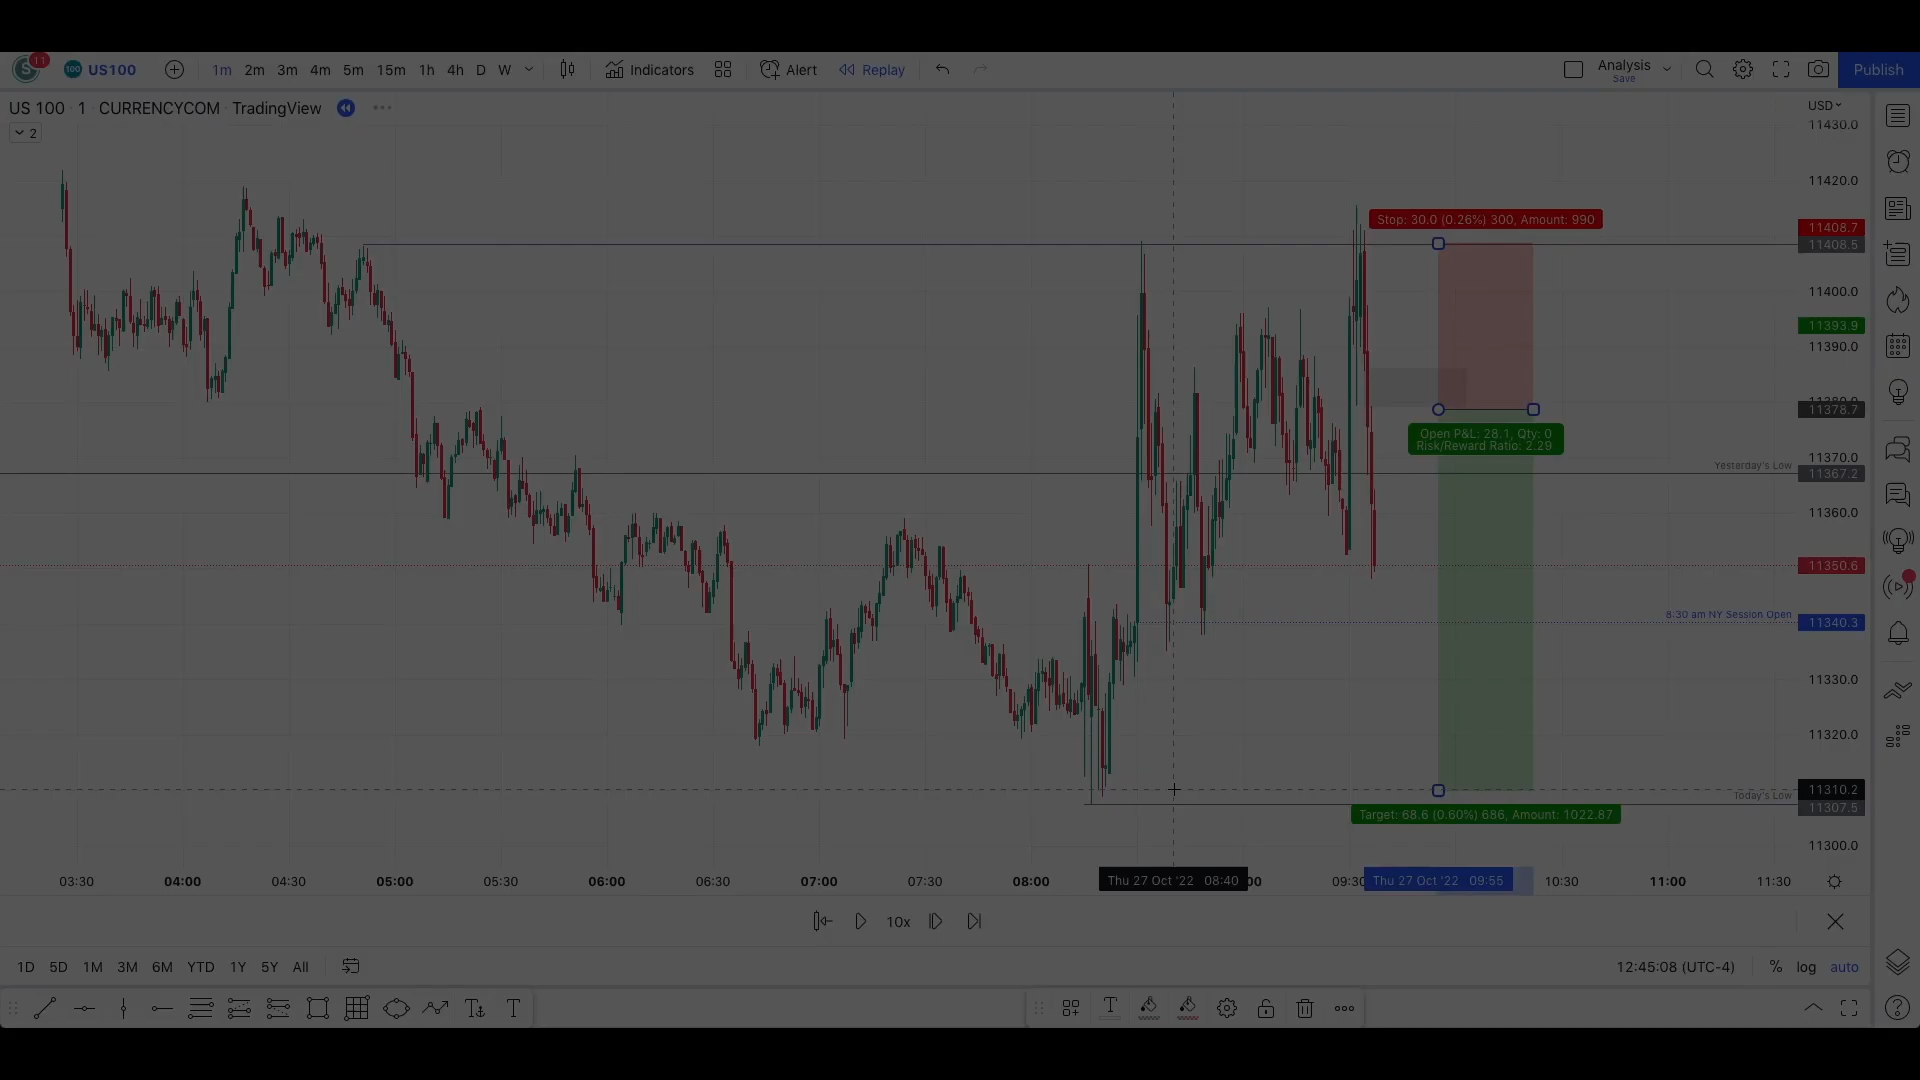 S 11 100 US100 1m 2m 3m 4m 5m 15m 1h 4h D W Indicators Alert Replay Analysis Publish
Save
US 100 · 1 · CURRENCYCOM · TradingView
USD
2
11430.0
11420.0
Stop: 30.0 (0.26%) 300, Amount: 990
11408.7
11408.5
11400.0
11393.9
11390.0
11378.7
Open P&L: 28.1, Qty: 0
Risk/Reward Ratio: 2.29
11370.0
Yesterday's Low
11367.2
11360.0
11350.6
8:30 am NY Session Open
11340.3
11330.0
11320.0
11310.2
Today's Low
11307.5
Target: 68.6 (0.60%) 686, Amount: 1022.87
11300.0
03:30 04:00 04:30 05:00 05:30 06:00 06:30 07:00 07:30 08:00 Thu 27 Oct '22 08:40 Thu 27 Oct '22 09:55 10:30 11:00 11:30
10x
1D 5D 1M 3M 6M YTD 1Y 5Y All 12:45:08 (UTC-4) % log auto